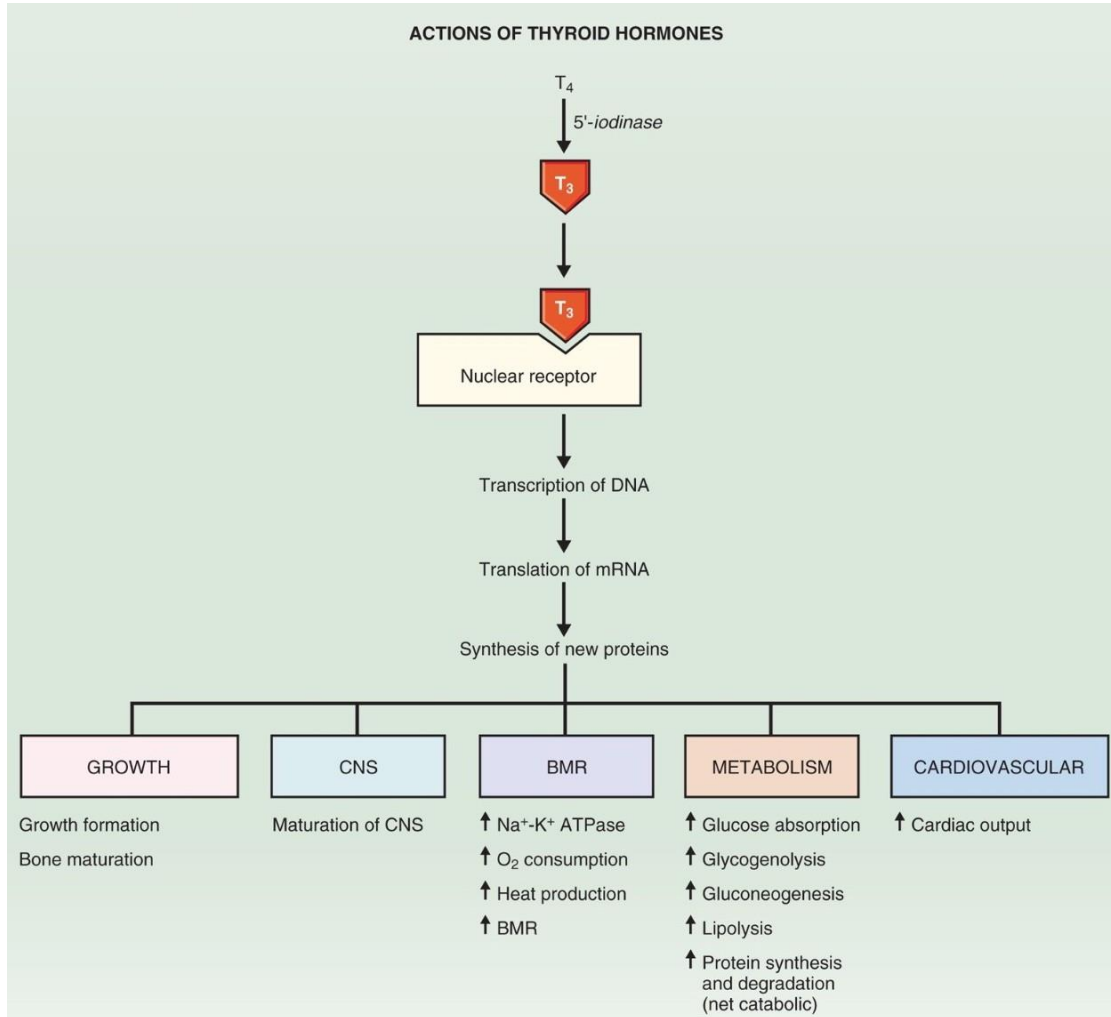 ACTIONS OF THYROID HORMONES
T₄
5'-iodinase
T₃
T₃
Nuclear receptor
Transcription of DNA
Translation of mRNA
Synthesis of new proteins
GROWTH
Growth formation
Bone maturation
CNS
Maturation of CNS
BMR
↑ Na⁺-K⁺ ATPase
↑ O₂ consumption
↑ Heat production
↑ BMR
METABOLISM
↑ Glucose absorption
↑ Glycogenolysis
↑ Gluconeogenesis
↑ Lipolysis
↑ Protein synthesis
and degradation
(net catabolic)
CARDIOVASCULAR
↑ Cardiac output